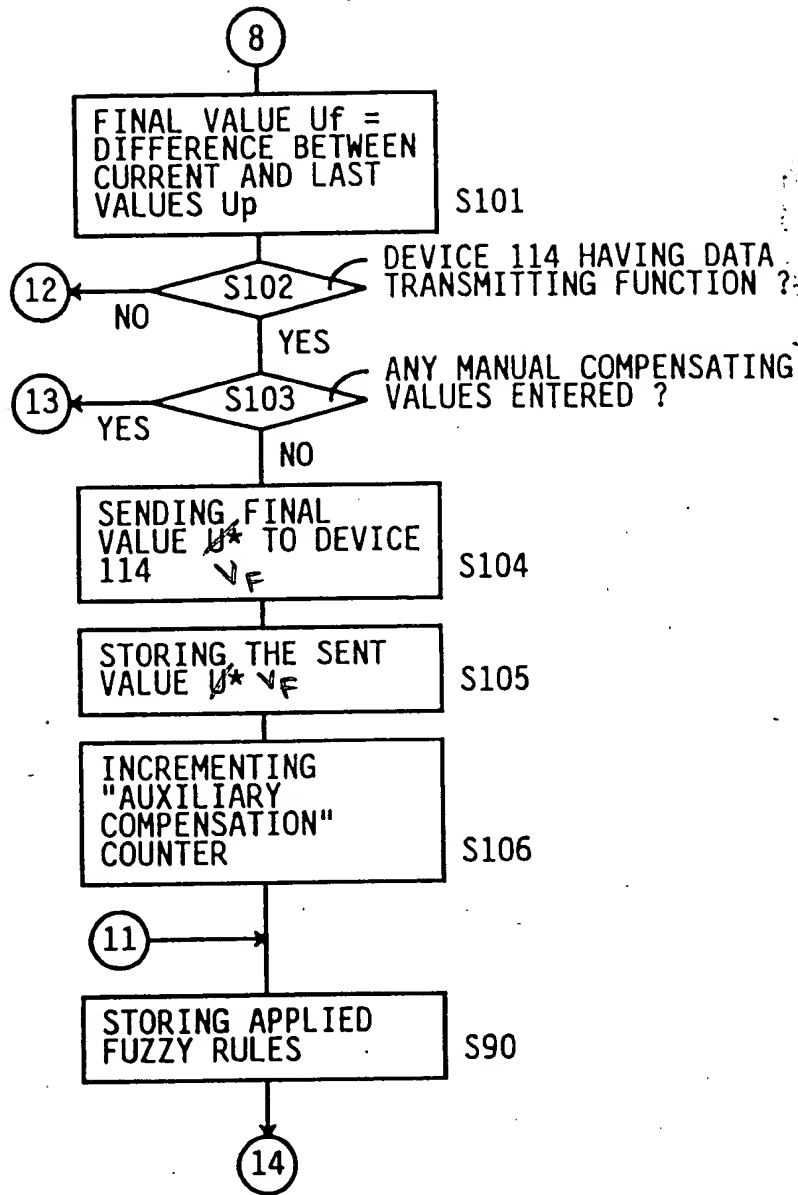 8
FINAL VALUE Uf =
DIFFERENCE BETWEEN
CURRENT AND LAST
VALUES Up
S101
DEVICE 114 HAVING DATA
TRANSMITTING FUNCTION ?
S102
12
NO
YES
ANY MANUAL COMPENSATING
VALUES ENTERED ?
S103
13
YES
NO
SENDING FINAL
VALUE U* TO DEVICE
114 VF
S104
STORING THE SENT
VALUE U* VF
S105
INCREMENTING
"AUXILIARY
COMPENSATION"
COUNTER
S106
11
STORING APPLIED
FUZZY RULES
S90
14